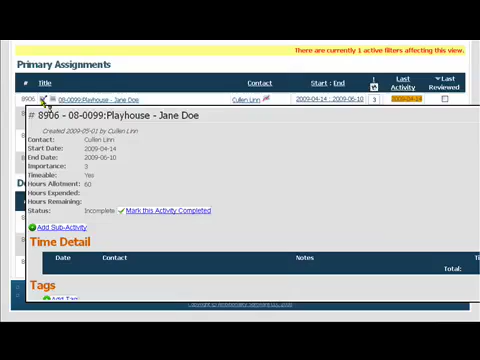 There are currently 1 active filters affecting this view.
Primary Assignments
# Title Contact Start : End ! Last Activity Last Reviewed
8906 08-0099:Playhouse - Jane Doe Cullen Linn 2009-04-14 : 2009-06-10 3 2009-04-14
# 8906 - 08-0099:Playhouse - Jane Doe
Created 2009-05-01 by Cullen Linn
Contact: Cullen Linn
Start Date: 2009-04-14
End Date: 2009-06-10
Importance: 3
Timeable: Yes
Hours Allotment: 60
Hours Expended:
Hours Remaining:
Status: Incomplete Mark this Activity Completed
Add Sub-Activity
Time Detail
Date Contact Notes Ti
Total:
Tags
Add Tag